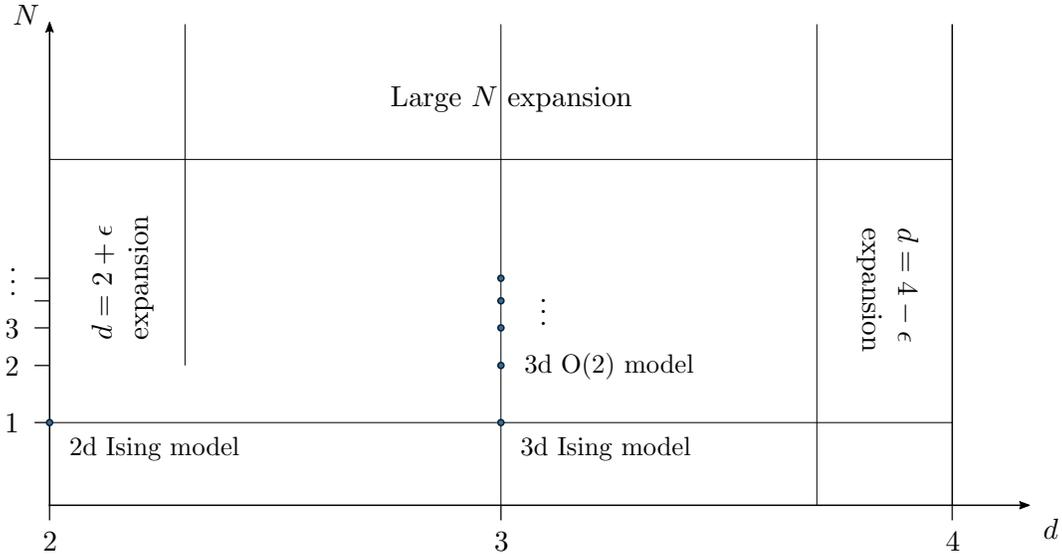 N
Large N expansion
d = 2 + ϵ
expansion
d = 4 − ϵ
expansion
⋮
3
2
1
⋮
3d O(2) model
2d Ising model
3d Ising model
2
3
4
d